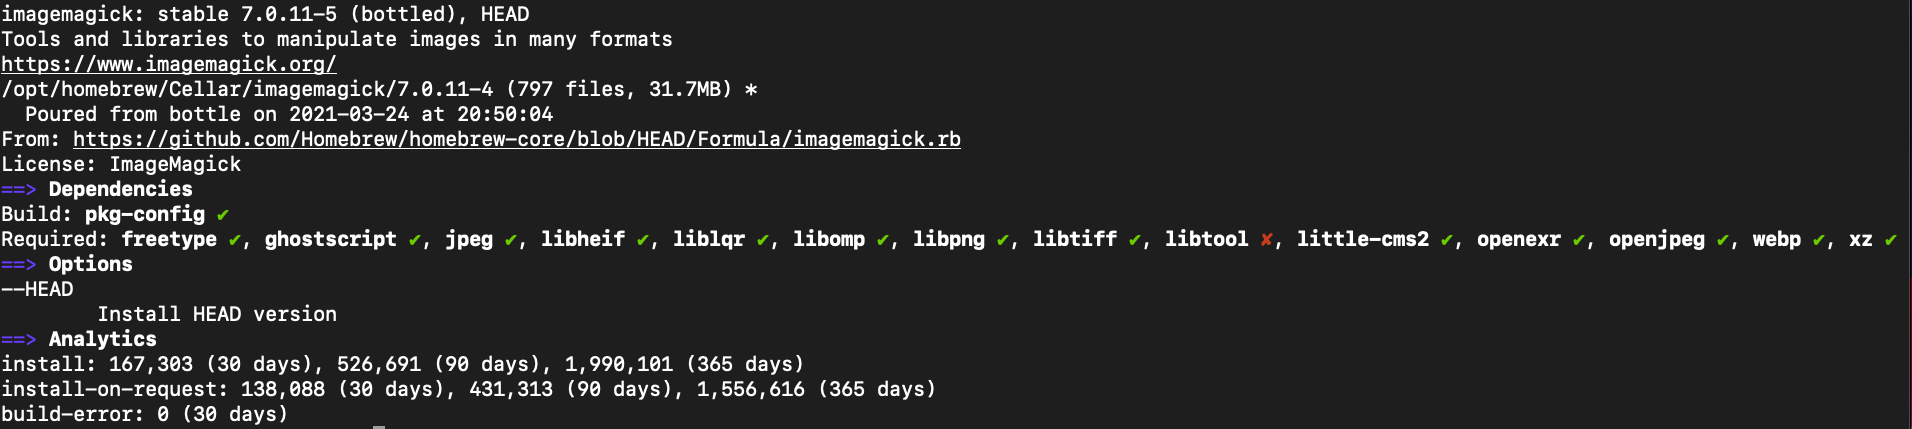 imagemagick: stable 7.0.11-5 (bottled), HEAD
Tools and libraries to manipulate images in many formats
https://www.imagemagick.org/
/opt/homebrew/Cellar/imagemagick/7.0.11-4 (797 files, 31.7MB) *
  Poured from bottle on 2021-03-24 at 20:50:04
From: https://github.com/Homebrew/homebrew-core/blob/HEAD/Formula/imagemagick.rb
License: ImageMagick
==> Dependencies
Build: pkg-config ✔
Required: freetype ✔, ghostscript ✔, jpeg ✔, libheif ✔, liblqr ✔, libomp ✔, libpng ✔, libtiff ✔, libtool ✘, little-cms2 ✔, openexr ✔, openjpeg ✔, webp ✔, xz ✔
==> Options
--HEAD
        Install HEAD version
==> Analytics
install: 167,303 (30 days), 526,691 (90 days), 1,990,101 (365 days)
install-on-request: 138,088 (30 days), 431,313 (90 days), 1,556,616 (365 days)
build-error: 0 (30 days)